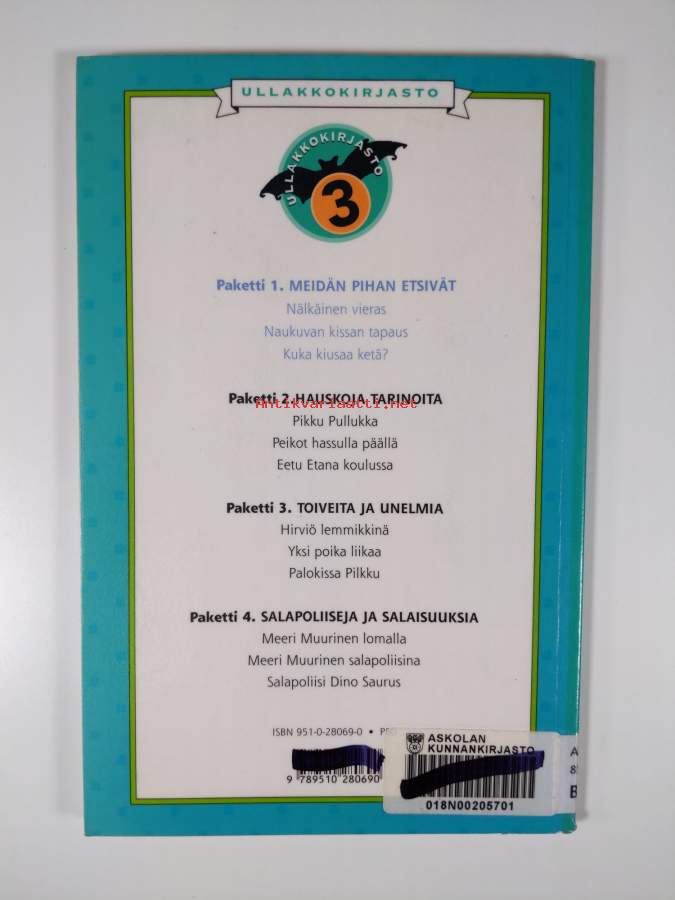 ULLAKKOKIRJASTO
ULLAKKOKIRJASTO
3
Paketti 1. MEIDÄN PIHAN ETSIVÄT
Nälkäinen vieras
Naukuvan kissan tapaus
Kuka kiusaa ketä?
Paketti 2.HAUSKOJA TARINOITA
Antikvariaatti.net
Pikku Pullukka
Peikot hassulla päällä
Eetu Etana koulussa
Paketti 3. TOIVEITA JA UNELMIA
Hirviö lemmikkinä
Yksi poika liikaa
Palokissa Pilkku
Paketti 4. SALAPOLIISEJA JA SALAISUUKSIA
Meeri Muurinen lomalla
Meeri Muurinen salapoliisina
Salapoliisi Dino Saurus
ISBN 951-0-28069-0 •
ASKOLAN
KUNNANKIRJASTO
9 789510 280690
018N00205701